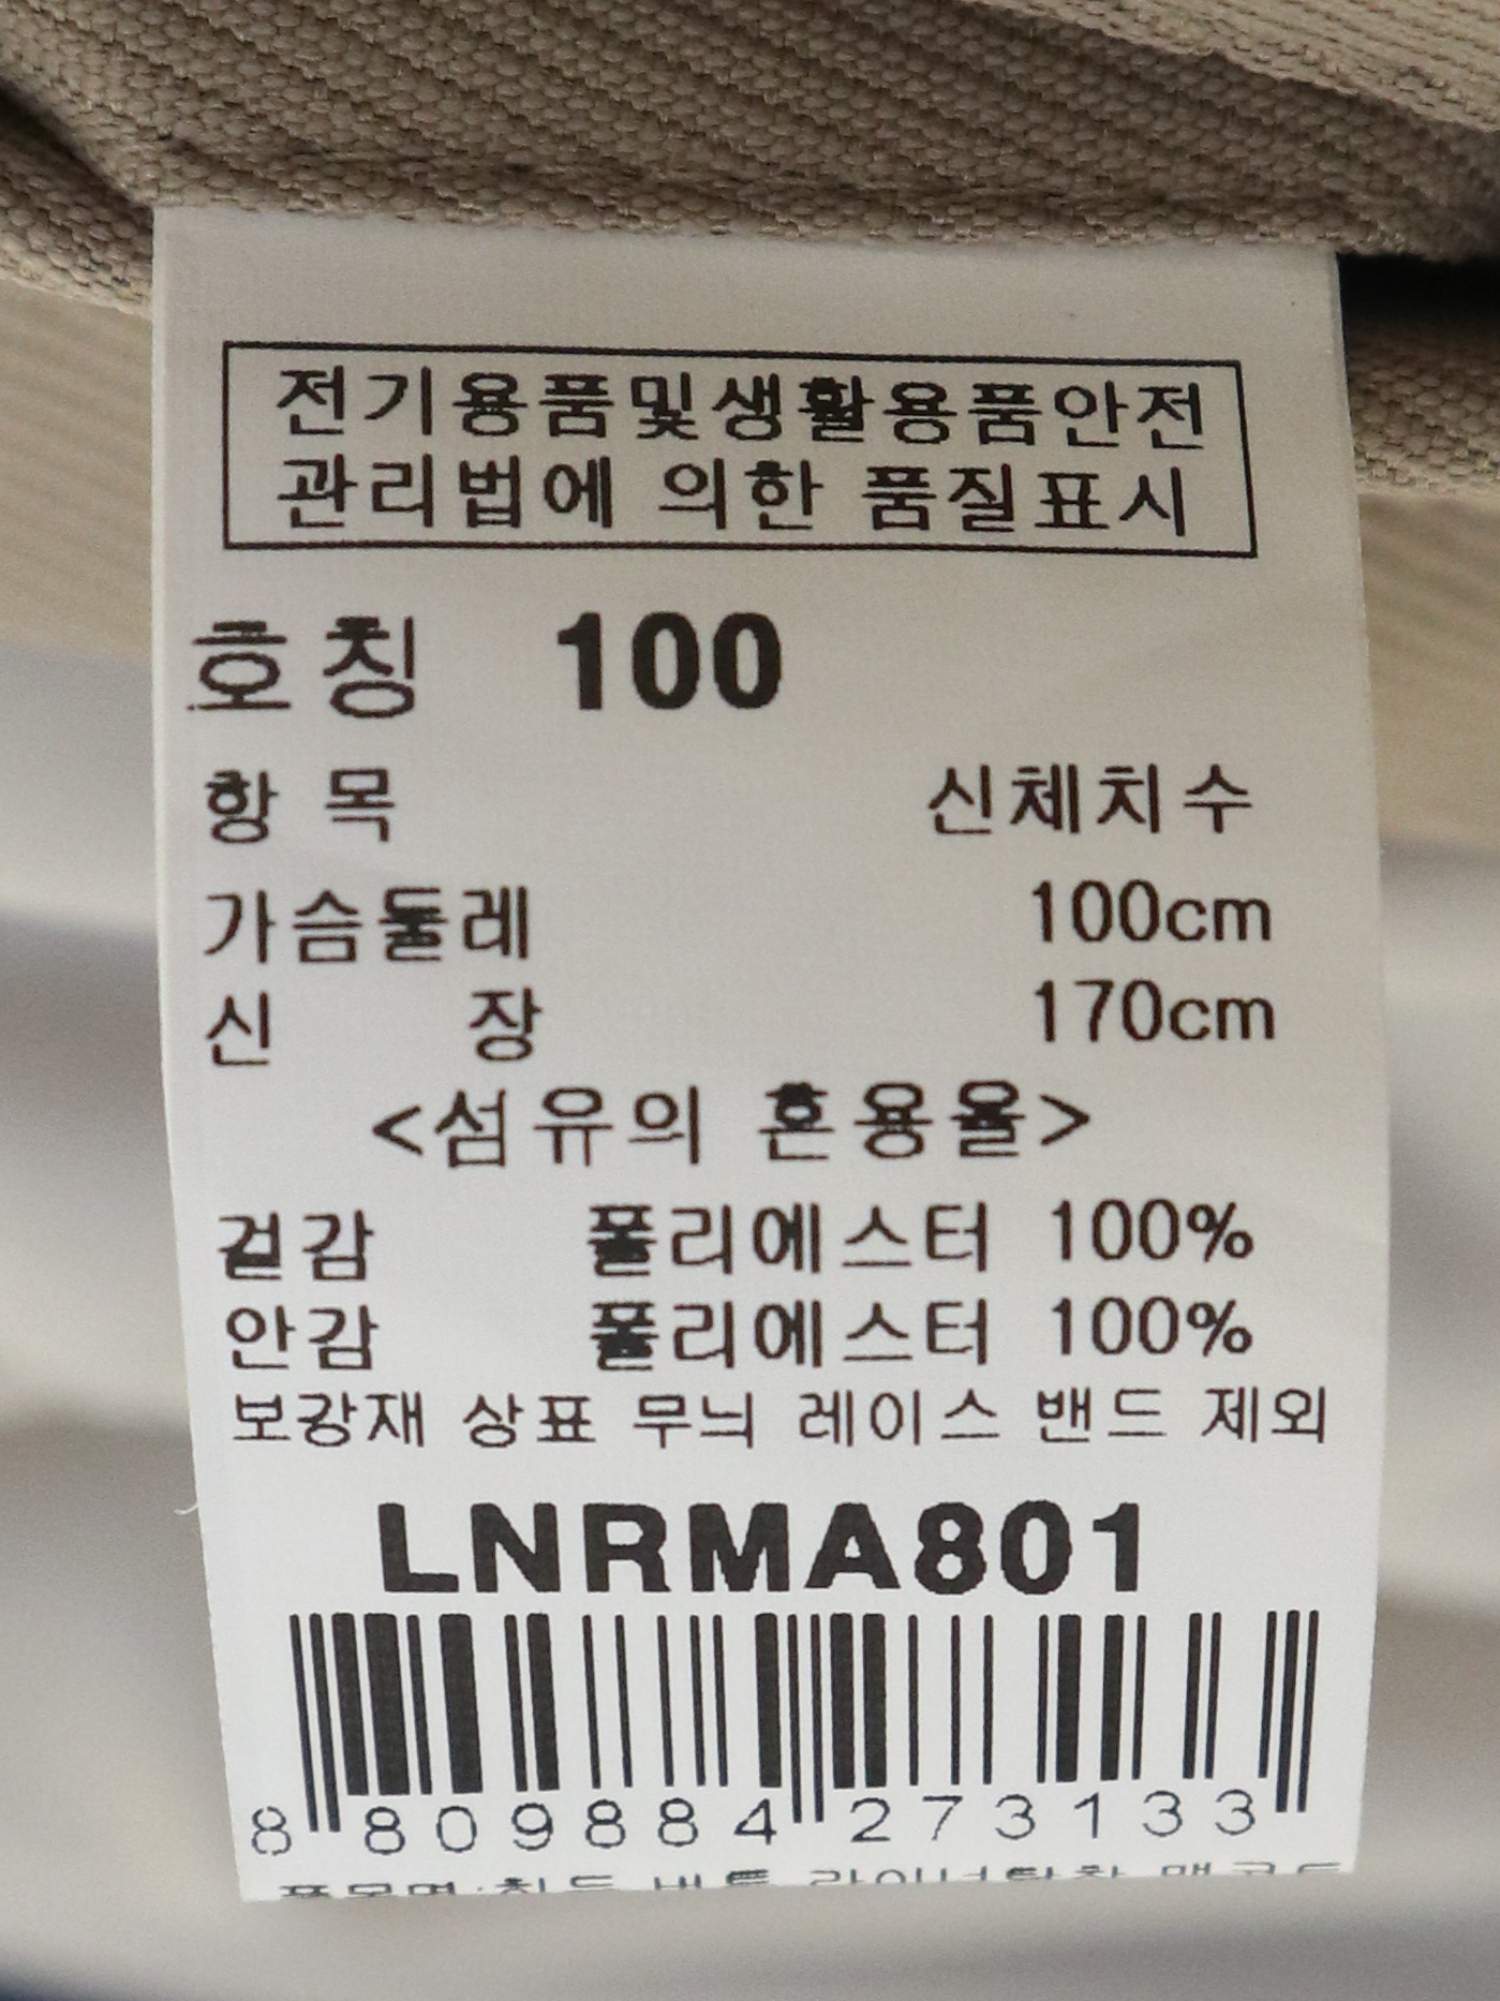 전기용품및생활용품안전
관리법에 의한 품질표시
호칭 100
항목 신체치수
가슴둘레 100cm
신 장 170cm
<섬유의 혼용율>
겉감 폴리에스터 100%
안감 폴리에스터 100%
보강재 상표 무늬 레이스 밴드 제외
LNRMA801
8 809884 273133